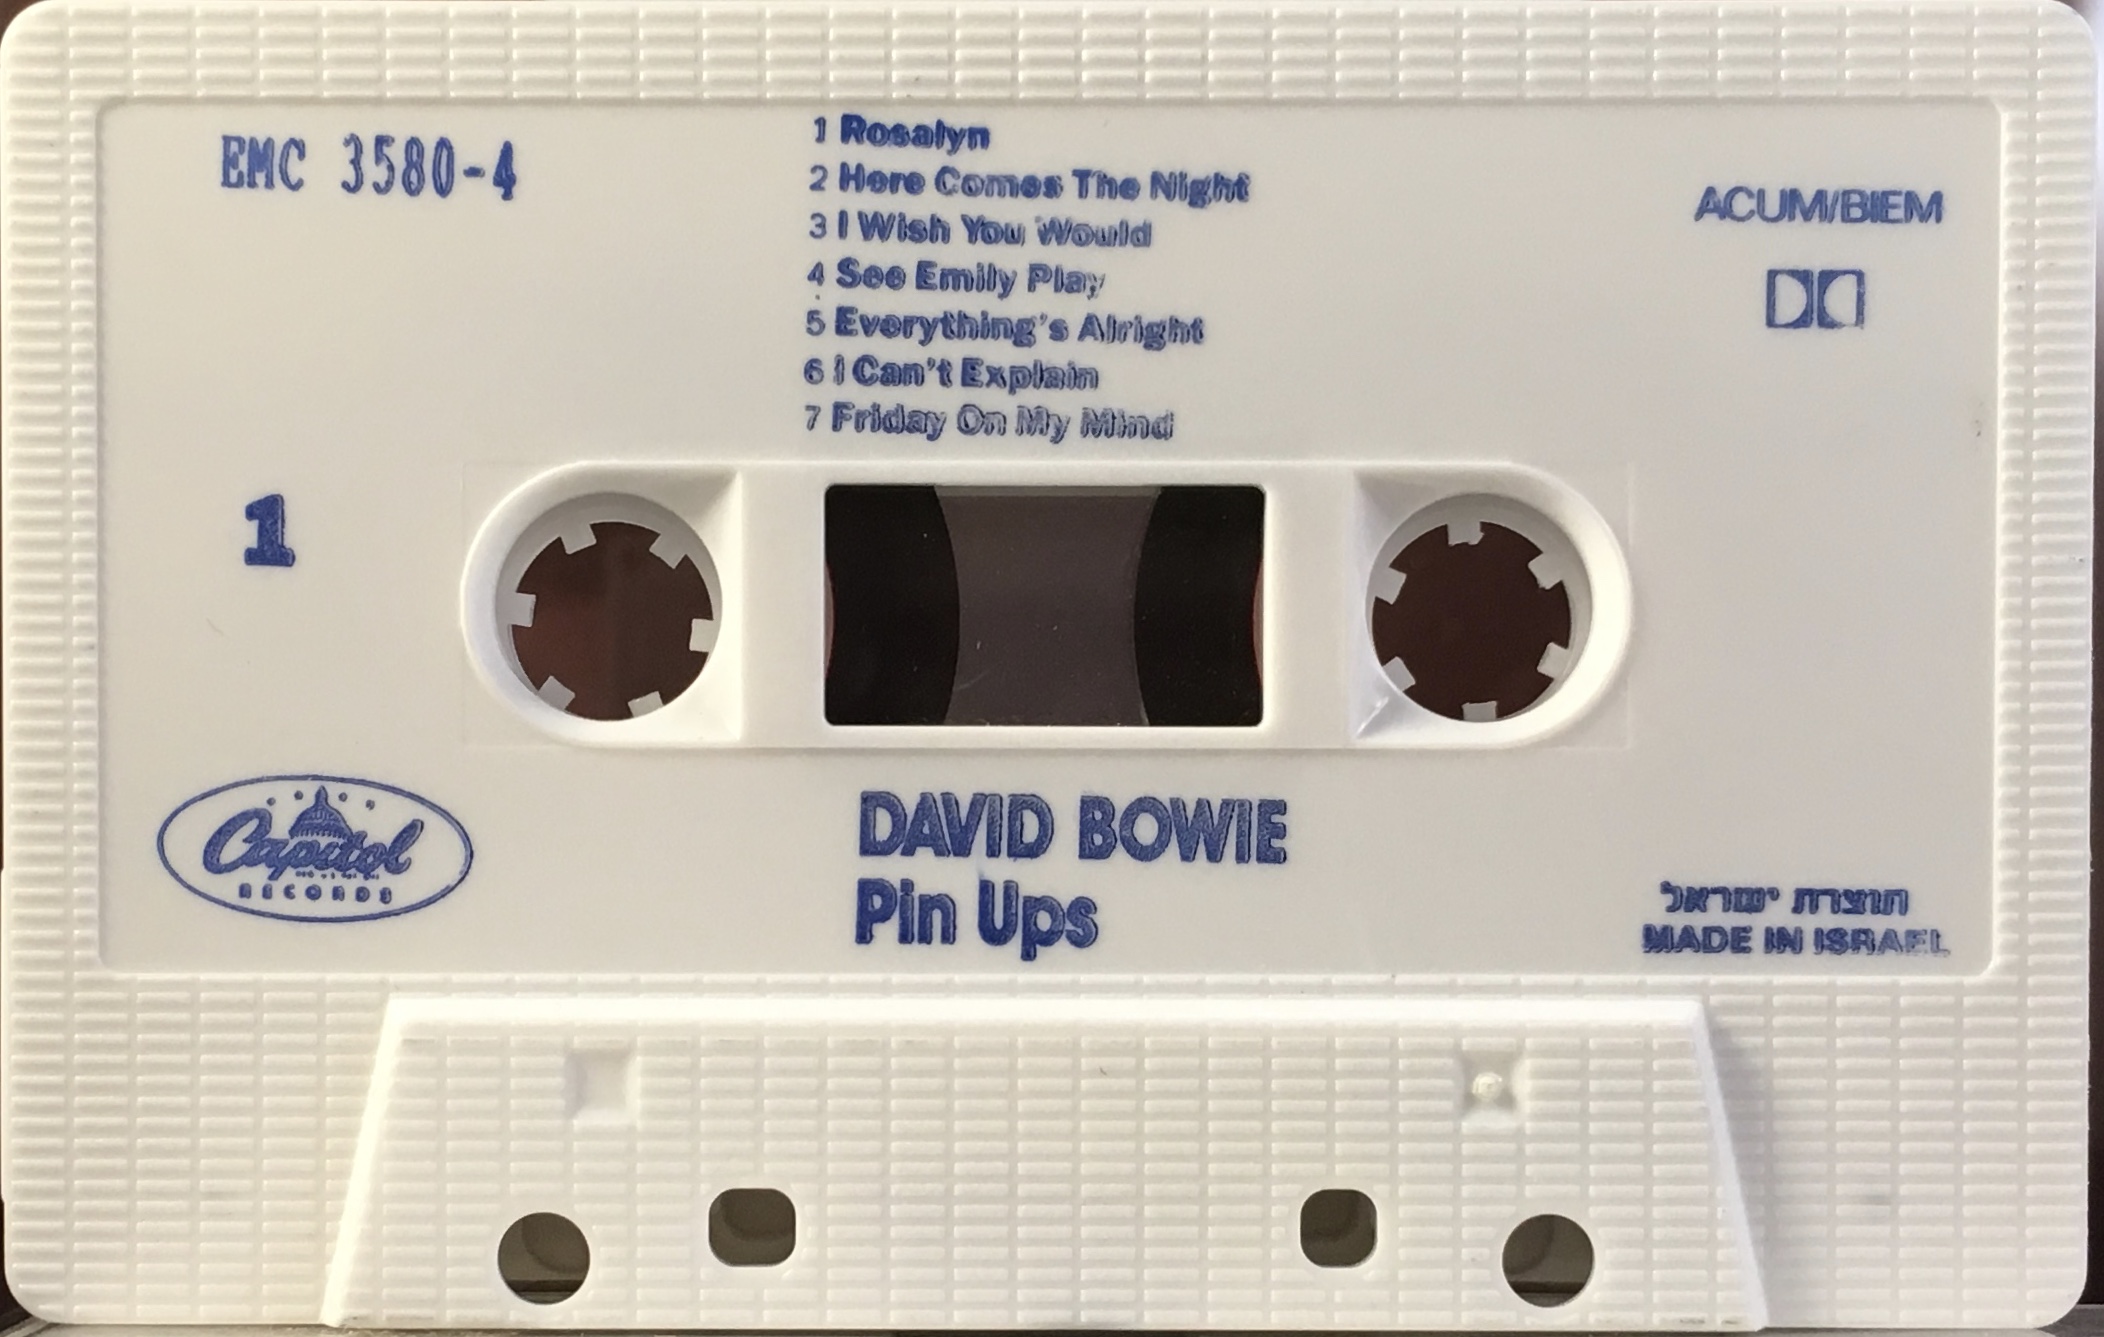 EMC 3580-4
1 Rosalyn
2 Here Comes The Night
3 I Wish You Would
4 See Emily Play
5 Everything's Alright
6 I Can't Explain
7 Friday On My Mind
ACUM/BIEM
1
Capitol
RECORDS
DAVID BOWIE
Pin Ups
תוצרת ישראל
MADE IN ISRAEL